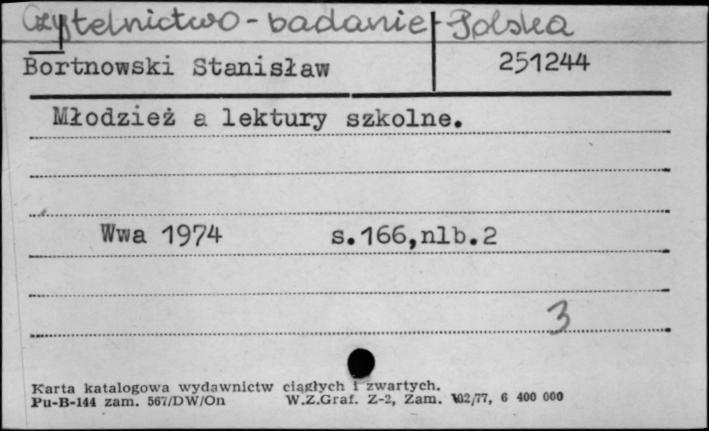 Czytelnictwo - badanie - Polska
Bortnowski Stanisław 251244
Młodzież a lektury szkolne.
Wwa 1974 s.166,nlb.2
3
Karta katalogowa wydawnictw ciągłych i zwartych.
Pu-B-144 zam. 567/DW/On W.Z.Graf. Z-2, Zam. 102/77, 6 400 000